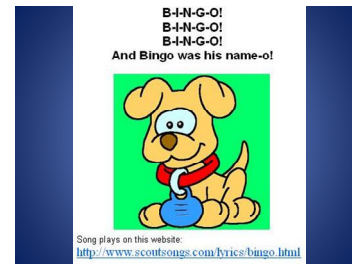 B-I-N-G-O!
B-I-N-G-O!
B-I-N-G-O!
And Bingo was his name-o!
Song plays on this website:
http://www.scoutsongs.com/lyrics/bingo.html